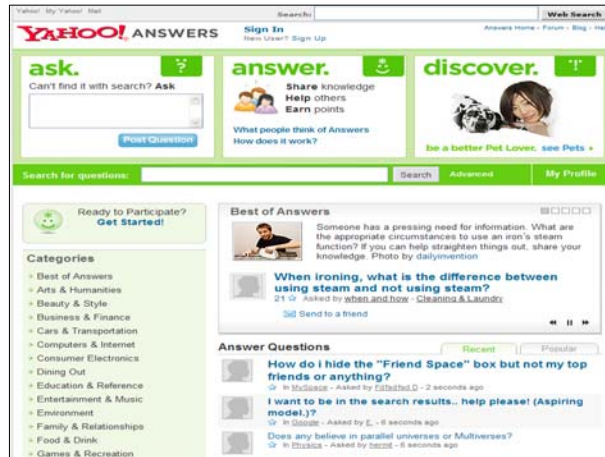 Yahoo! My Yahoo! Mail
Search:
Web Search
YAHOO! ANSWERS
Sign In
New User? Sign Up
Answers Home - Forum - Blog - Help
ask.
?
Can't find it with search? Ask
Post Question
answer.
Share knowledge
Help others
Earn points
What people think of Answers
How does it work?
discover.
"!"
be a better Pet Lover. see Pets
Search for questions:
Search
Advanced
My Profile
Ready to Participate?
Get Started!
Categories
Best of Answers
Arts & Humanities
Beauty & Style
Business & Finance
Cars & Transportation
Computers & Internet
Consumer Electronics
Dining Out
Education & Reference
Entertainment & Music
Environment
Family & Relationships
Food & Drink
Games & Recreation
Best of Answers
Someone has a pressing need for information. What are
the appropriate circumstances to use an iron's steam
function? If you can help straighten things out, share your
knowledge. Photo by dailyinvention
When ironing, what is the difference between
using steam and not using steam?
21 Asked by when and how - Cleaning & Laundry
Send to a friend
Answer Questions
Recent
Popular
How do i hide the "Friend Space" box but not my top
friends or anything?
In MySpace - Asked by - 2 seconds ago
I want to be in the search results.. help please! (Aspiring
model.)?
In Google - Asked by E. - 6 seconds ago
Does any believe in parallel universes or Multiverses?
In Physics - Asked by hermit - 6 seconds ago